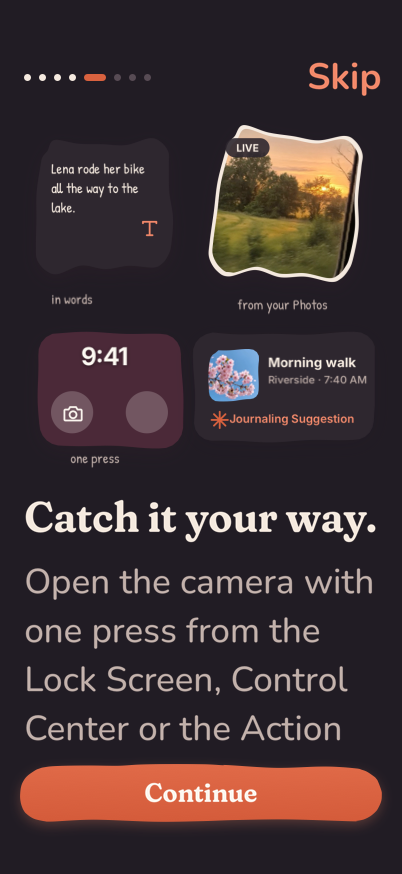 Skip
Lena rode her bike
all the way to the
lake.
T
in words
LIVE
from your Photos
9:41
one press
Morning walk
Riverside · 7:40 AM
Journaling Suggestion
Catch it your way.
Open the camera with
one press from the
Lock Screen, Control
Center or the Action
Continue